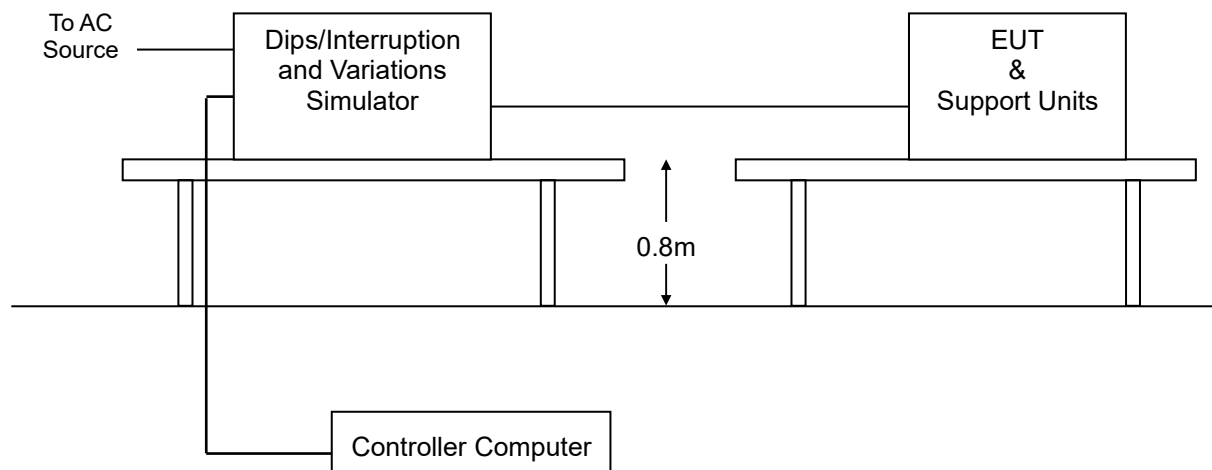 To AC
Source
Dips/Interruption
and Variations
Simulator
EUT
&
Support Units
0.8m
Controller Computer